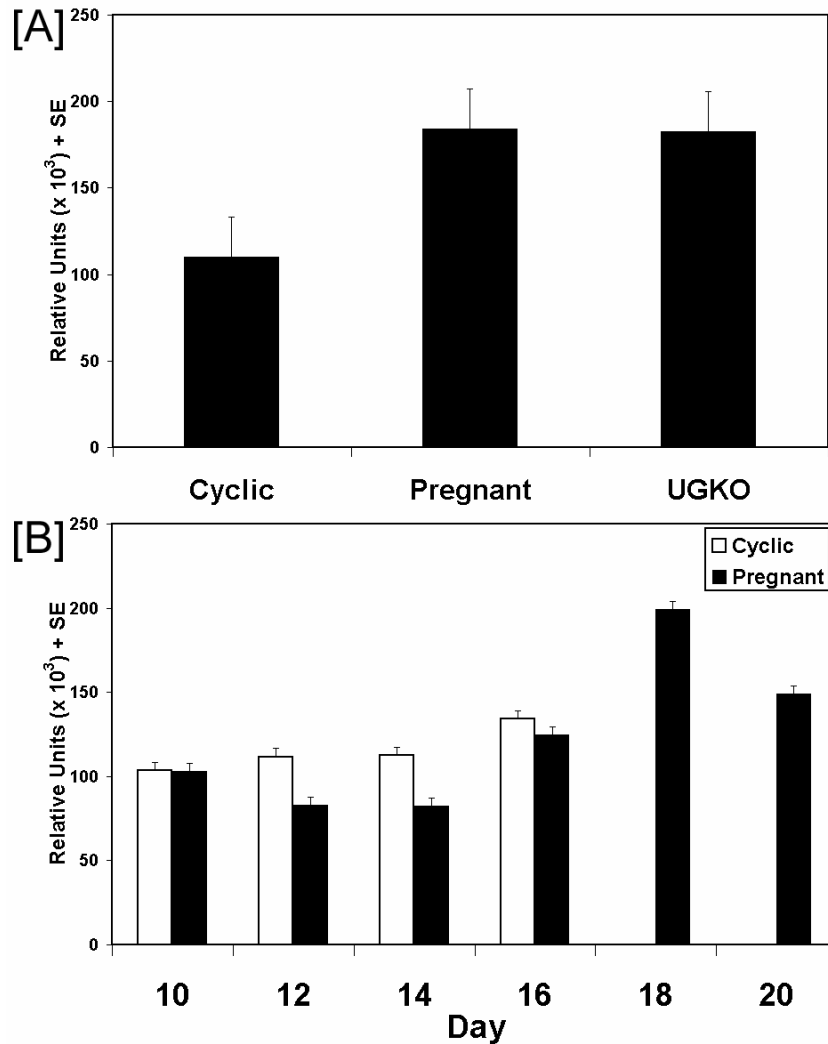 [A]
Relative Units (x 10³) + SE
250
200
150
100
50
0
Cyclic Pregnant UGKO
[B]
Relative Units (x 10³) + SE
250
200
150
100
50
0
Cyclic
Pregnant
10 12 14 16 18 20
Day